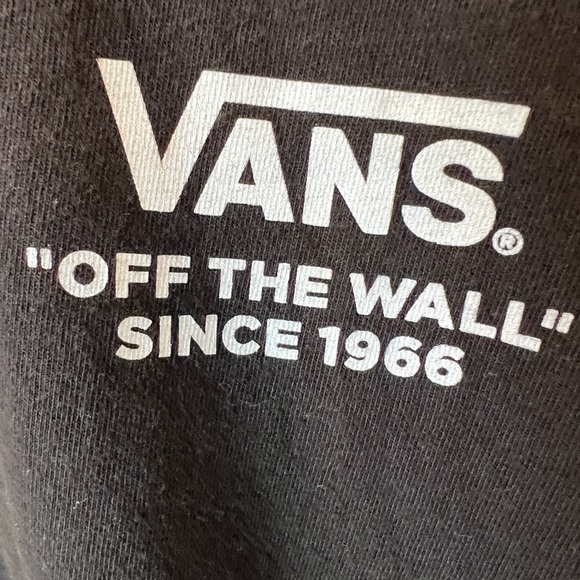 VANS®
"OFF THE WALL"
SINCE 1966